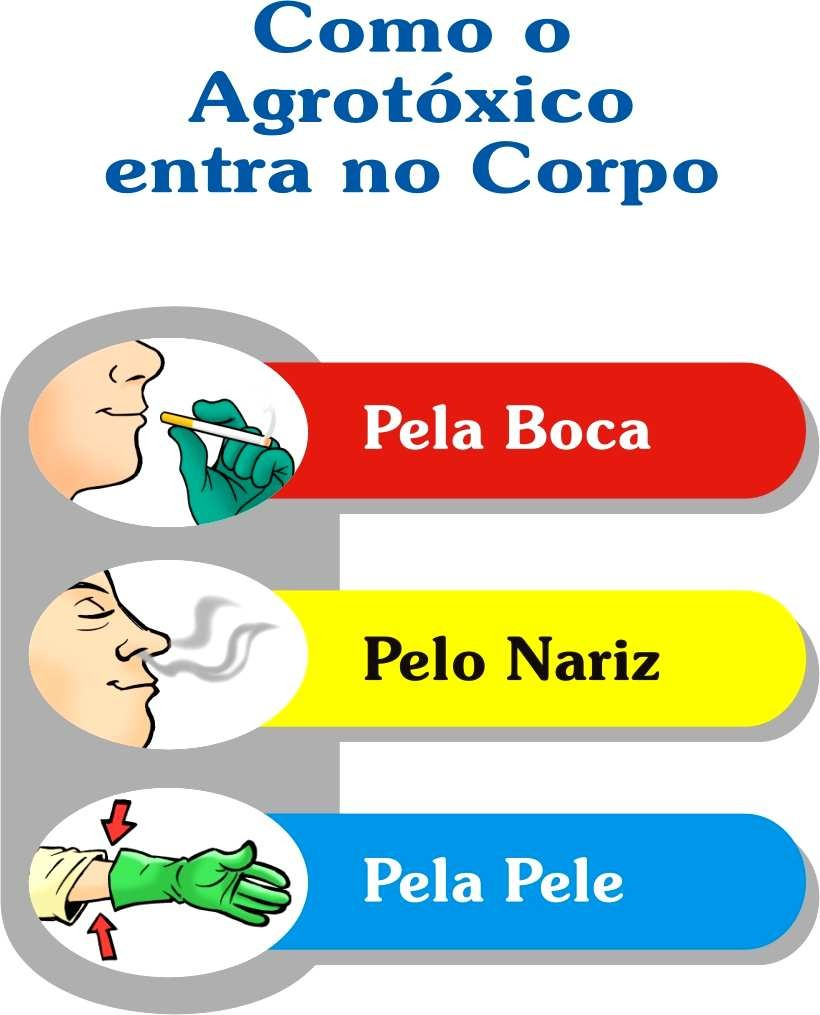 Como o
Agrotóxico
entra no Corpo
Pela Boca
Pelo Nariz
Pela Pele